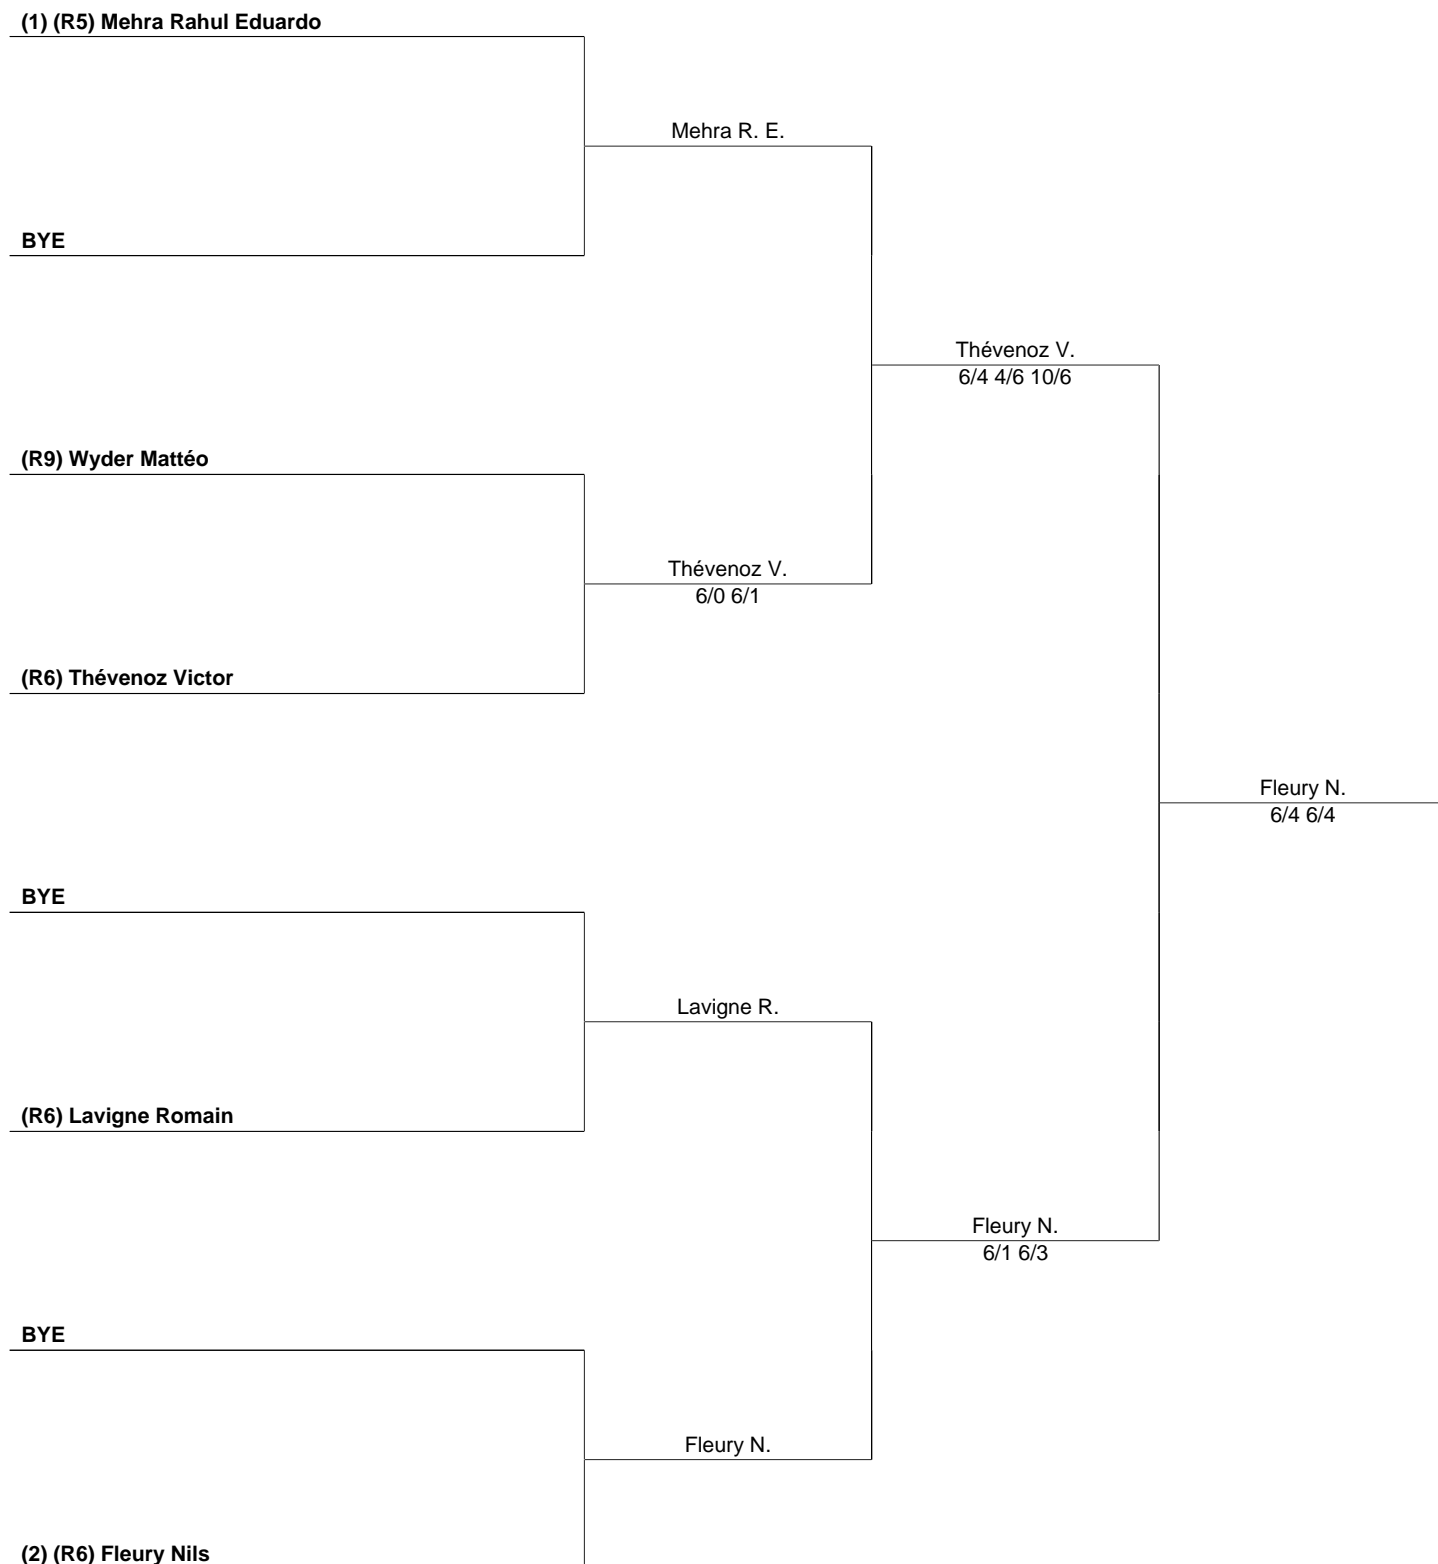 (1) (R5) Mehra Rahul Eduardo
Mehra R. E.
BYE
Thévenoz V.
6/4 4/6 10/6
(R9) Wyder Mattéo
Thévenoz V.
6/0 6/1
(R6) Thévenoz Victor
Fleury N.
6/4 6/4
BYE
Lavigne R.
(R6) Lavigne Romain
Fleury N.
6/1 6/3
BYE
Fleury N.
(2) (R6) Fleury Nils